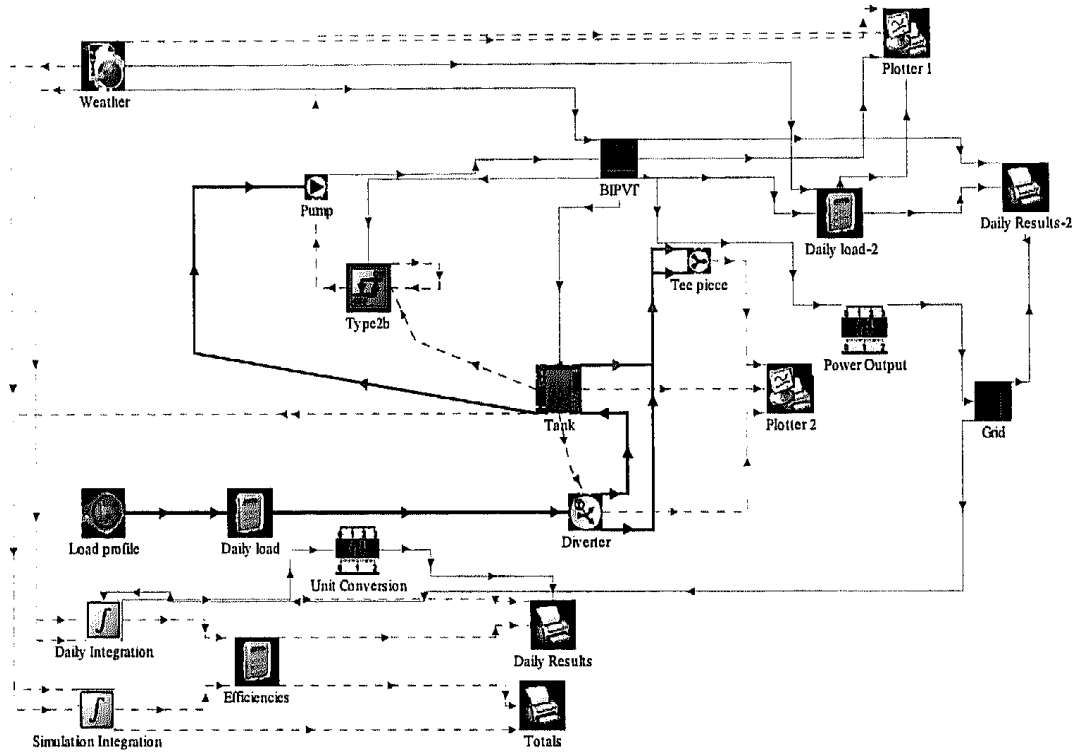 Plotter 1
Weather
BIPVT
Pump
Daily load-2
Daily Results-2
Tee piece
Type2b
Power Output
Tank
Plotter 2
Grid
Load profile
Daily load
Diverter
Unit Conversion
Daily Integration
Daily Results
Efficiencies
Simulation Integration
Totals